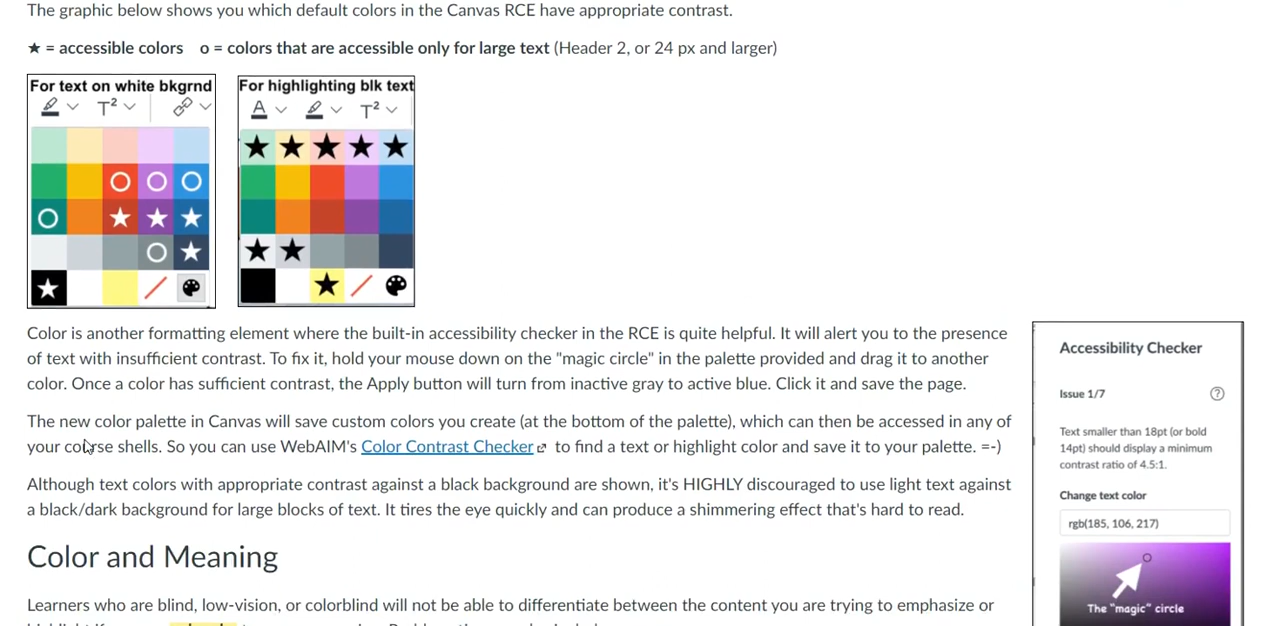 The graphic below shows you which default colors in the Canvas RCE have appropriate contrast.
★ = accessible colors o = colors that are accessible only for large text (Header 2, or 24 px and larger)
For text on white bkgrnd
T²
For highlighting blk text
A T²
Color is another formatting element where the built-in accessibility checker in the RCE is quite helpful. It will alert you to the presence
of text with insufficient contrast. To fix it, hold your mouse down on the "magic circle" in the palette provided and drag it to another
color. Once a color has sufficient contrast, the Apply button will turn from inactive gray to active blue. Click it and save the page.
The new color palette in Canvas will save custom colors you create (at the bottom of the palette), which can then be accessed in any of
your course shells. So you can use WebAIM's Color Contrast Checker to find a text or highlight color and save it to your palette. =-)
Although text colors with appropriate contrast against a black background are shown, it's HIGHLY discouraged to use light text against
a black/dark background for large blocks of text. It tires the eye quickly and can produce a shimmering effect that's hard to read.
Color and Meaning
Learners who are blind, low-vision, or colorblind will not be able to differentiate between the content you are trying to emphasize or
Accessibility Checker
Issue 1/7
Text smaller than 18pt (or bold
14pt) should display a minimum
contrast ratio of 4.5:1.
Change text color
rgb(185, 106, 217)
The "magic" circle